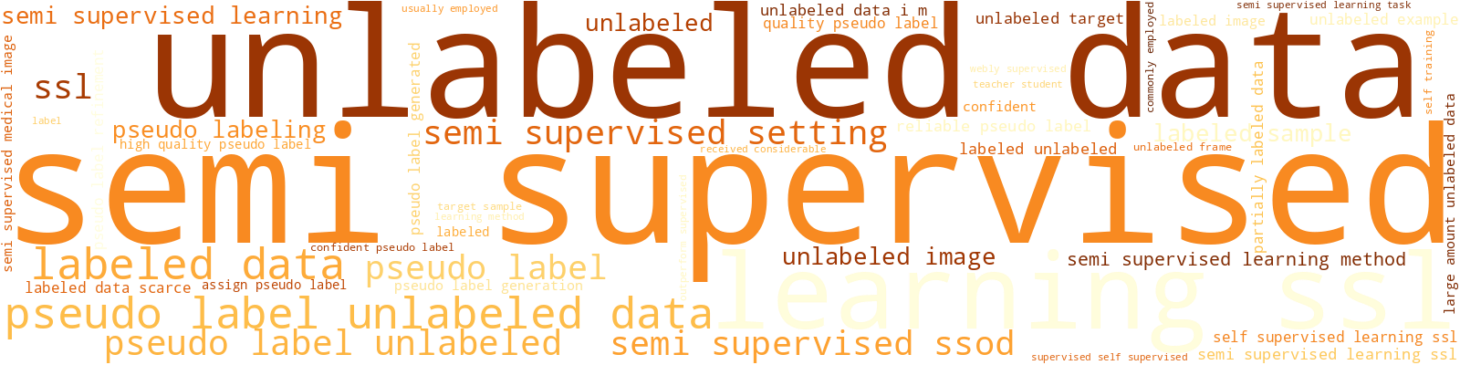 semi supervised learning
usually employed
unlabeled
unlabeled data i m
quality pseudo label
unlabeled target
commonly employed
semi supervised learning task
labeled image
unlabeled example
self training
semi supervised medical image
ssl
unlabeled data
label
webly supervised
teacher student
confident
pseudo labeling
high quality pseudo label
pseudo label generated
semi supervised setting
received considerable
reliable pseudo label
labeled unlabeled
unlabeled frame
labeled sample
partially labeled data
large amount unlabeled data
semi supervised
target sample
learning method
labeled
confident pseudo label
labeled data
pseudo label
unlabeled image
semi supervised learning method
labeled data scarce
assign pseudo label
pseudo label generation
learning ssl
pseudo label unlabeled data
pseudo label unlabeled
semi supervised ssod
self supervised learning ssl
supervised self supervised
semi supervised learning ssl